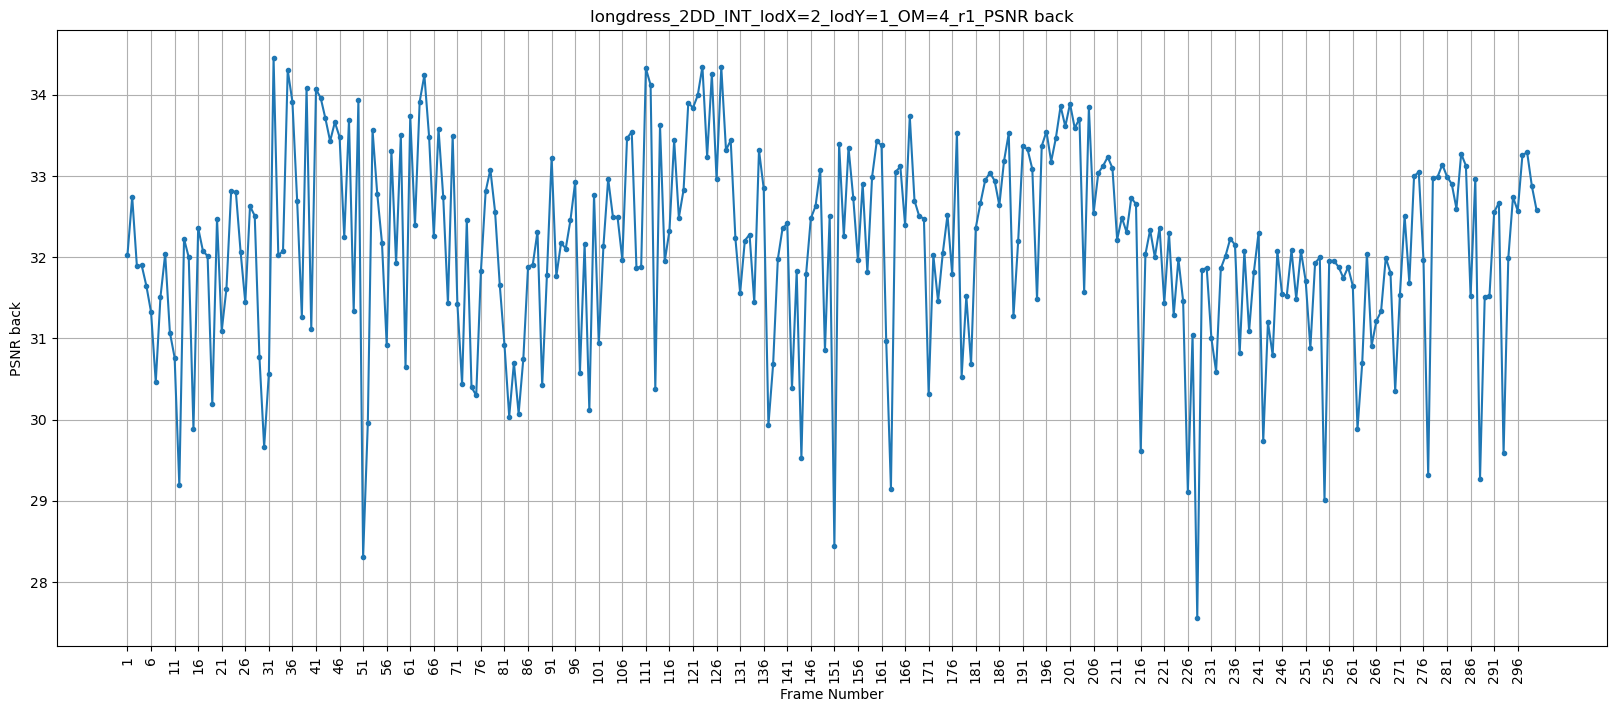 longdress_2DD_INT_lodX=2_lodY=1_OM=4_r1_PSNR back
PSNR back
34
33
32
31
30
29
28
1 6 11 16 21 26 31 36 41 46 51 56 61 66 71 76 81 86 91 96 101 106 111 116 121 126 131 136 141 146 151 156 161 166 171 176 181 186 191 196 201 206 211 216 221 226 231 236 241 246 251 256 261 266 271 276 281 286 291 296
Frame Number